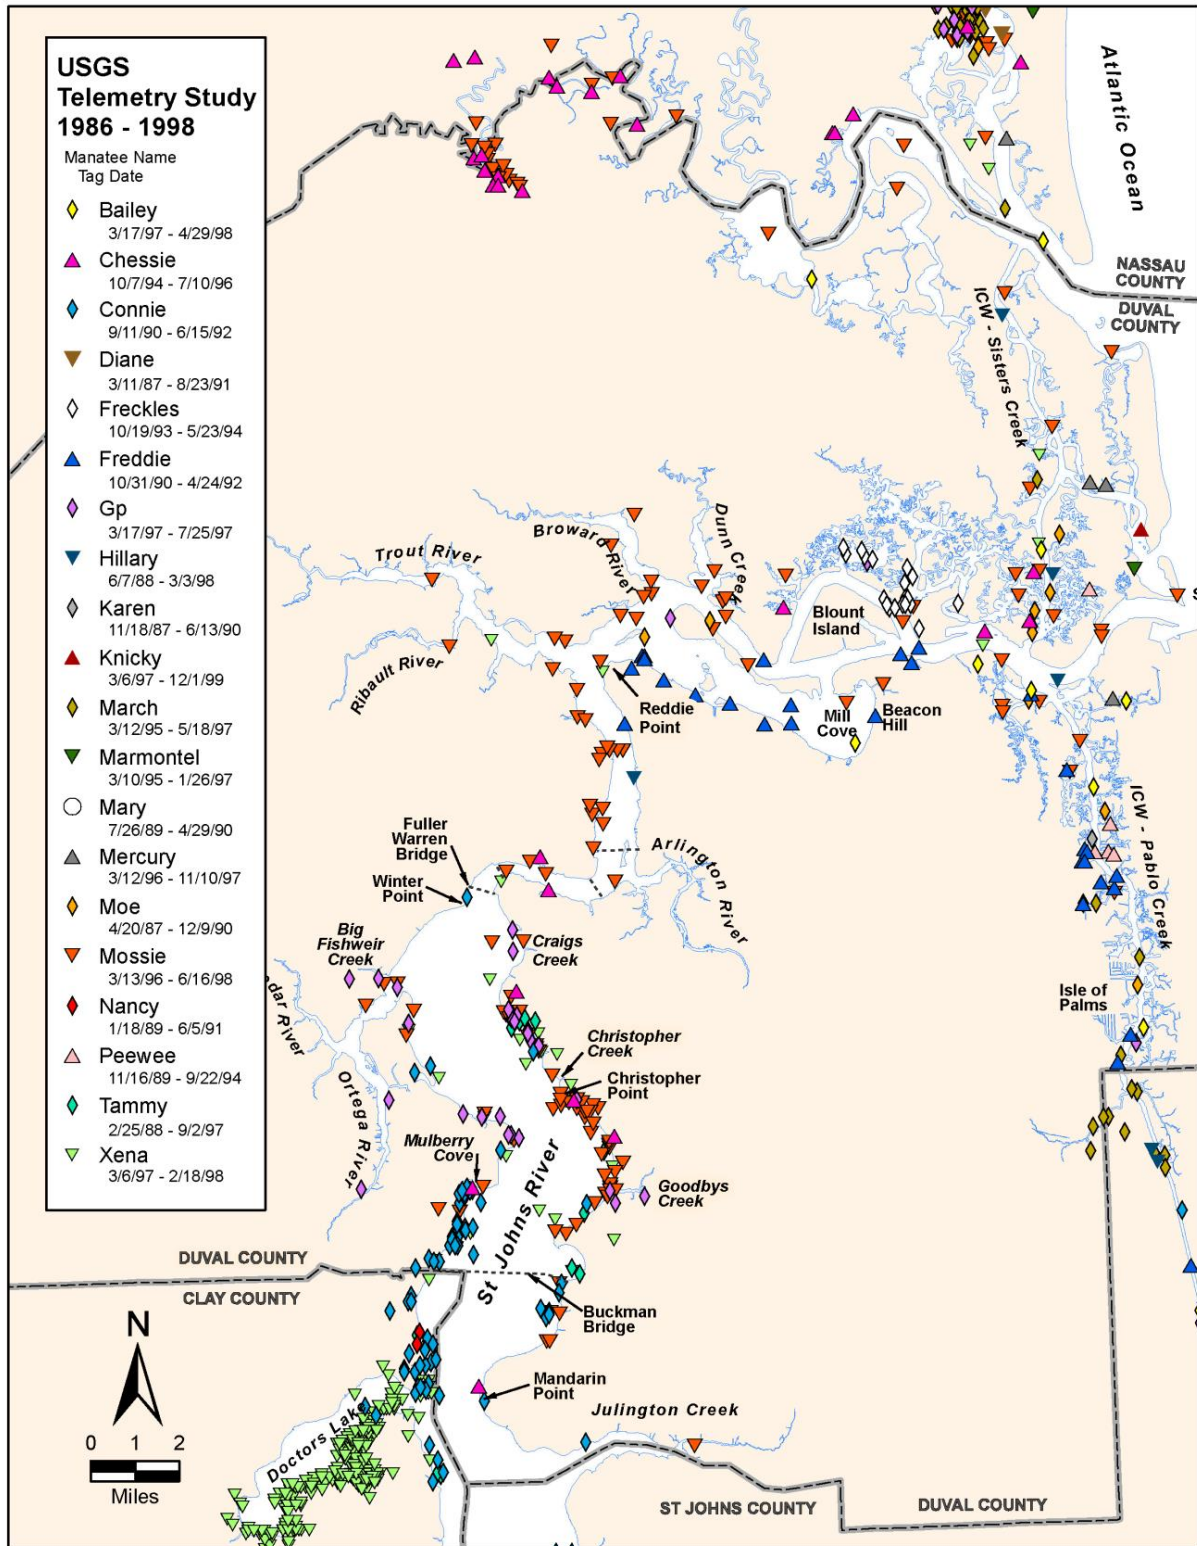 USGS
Telemetry Study
1986 - 1998
Manatee Name
Tag Date
Bailey
3/17/97 - 4/29/98
Chessie
10/7/94 - 7/10/96
Connie
9/11/90 - 6/15/92
Diane
3/11/87 - 8/23/91
Freckles
10/19/93 - 5/23/94
Freddie
10/31/90 - 4/24/92
Gp
3/17/97 - 7/25/97
Hillary
6/7/88 - 3/3/98
Karen
11/18/87 - 6/13/90
Knicky
3/6/97 - 12/1/99
March
3/12/95 - 5/18/97
Marmontel
3/10/95 - 1/26/97
Mary
7/26/89 - 4/29/90
Mercury
3/12/96 - 11/10/97
Moe
4/20/87 - 12/9/90
Mossie
3/13/96 - 6/16/98
Nancy
1/18/89 - 6/5/91
Peewee
11/16/89 - 9/22/94
Tammy
2/25/88 - 9/2/97
Xena
3/6/97 - 2/18/98
Atlantic Ocean
NASSAU
COUNTY
DUVAL
COUNTY
ICW - Sisters Creek
Dunn Creek
Broward River
Trout River
Ribault River
Blount
Island
Reddie
Point
Mill
Cove
Beacon
Hill
ICW - Pablo Creek
Fuller
Warren
Bridge
Winter
Point
Arlington River
Big
Fishweir
Creek
Craigs
Creek
dar River
Isle of
Palms
Christopher
Creek
Christopher
Point
Ortega River
Mulberry
Cove
St Johns River
Goodbys
Creek
DUVAL COUNTY
CLAY COUNTY
Buckman
Bridge
N
Mandarin
Point
Julington Creek
Doctors Lake
0 1 2
Miles
ST JOHNS COUNTY
DUVAL COUNTY